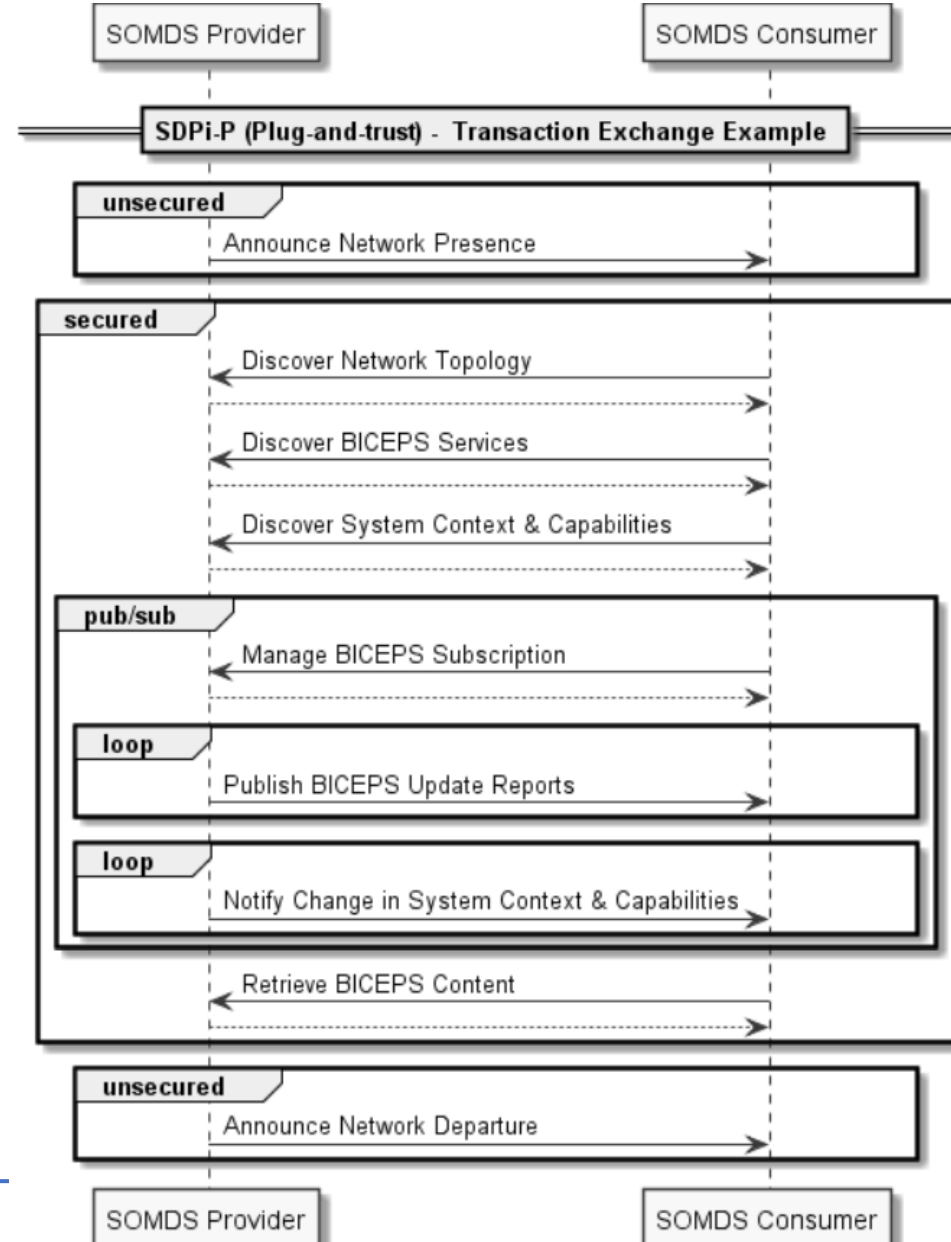 SOMDS Provider SOMDS Consumer
SDPi-P (Plug-and-trust) - Transaction Exchange Example
unsecured
Announce Network Presence
secured
Discover Network Topology
Discover BICEPS Services
Discover System Context & Capabilities
pub/sub
Manage BICEPS Subscription
loop
Publish BICEPS Update Reports
loop
Notify Change in System Context & Capabilities
Retrieve BICEPS Content
unsecured
Announce Network Departure
SOMDS Provider SOMDS Consumer